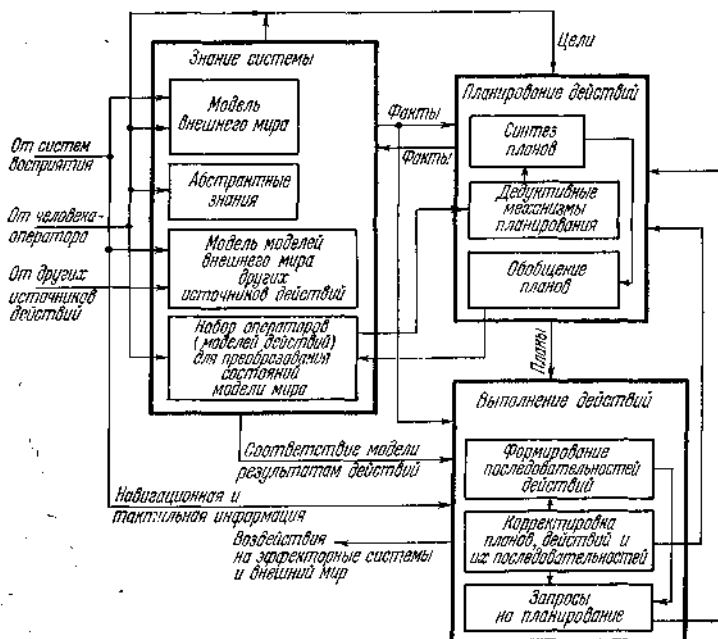 Цели
Знание системы
Модель
внешнего мира
Абстрактные
знания
Модель моделей
внешнего мира
других
источников действий
Набор операторов
(моделей действий)
для преобразования
состояний
модели мира
От систем
восприятия
От человека-
оператора
От других
источников
действий
Факты
Факты
Планирование действий
Синтез
планов
Дедуктивные
механизмы
планирования
Обобщение
планов
Планы
Выполнение действий
Формирование
последовательностей
действий
Корректировка
планов, действий и
их последовательностей
Запросы
на планирование
Соответствие модели
результатам действий
Навигационная и
тактильная информация
Воздействия
на эффекторные системы
и внешний мир